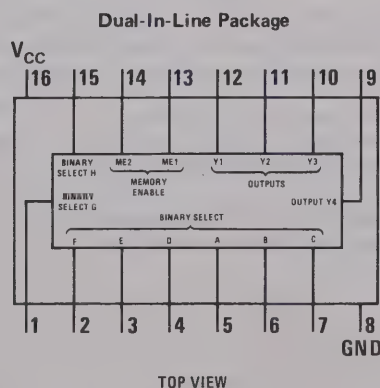 Dual-In-Line Package
VCC
16 15 14 13 12 11 10 9
BINARY SELECT H
ME2 ME1
MEMORY ENABLE
Y1 Y2 Y3
OUTPUTS
BINARY SELECT G
OUTPUT Y4
BINARY SELECT
F E D A B C
1 2 3 4 5 6 7 8
GND
TOP VIEW